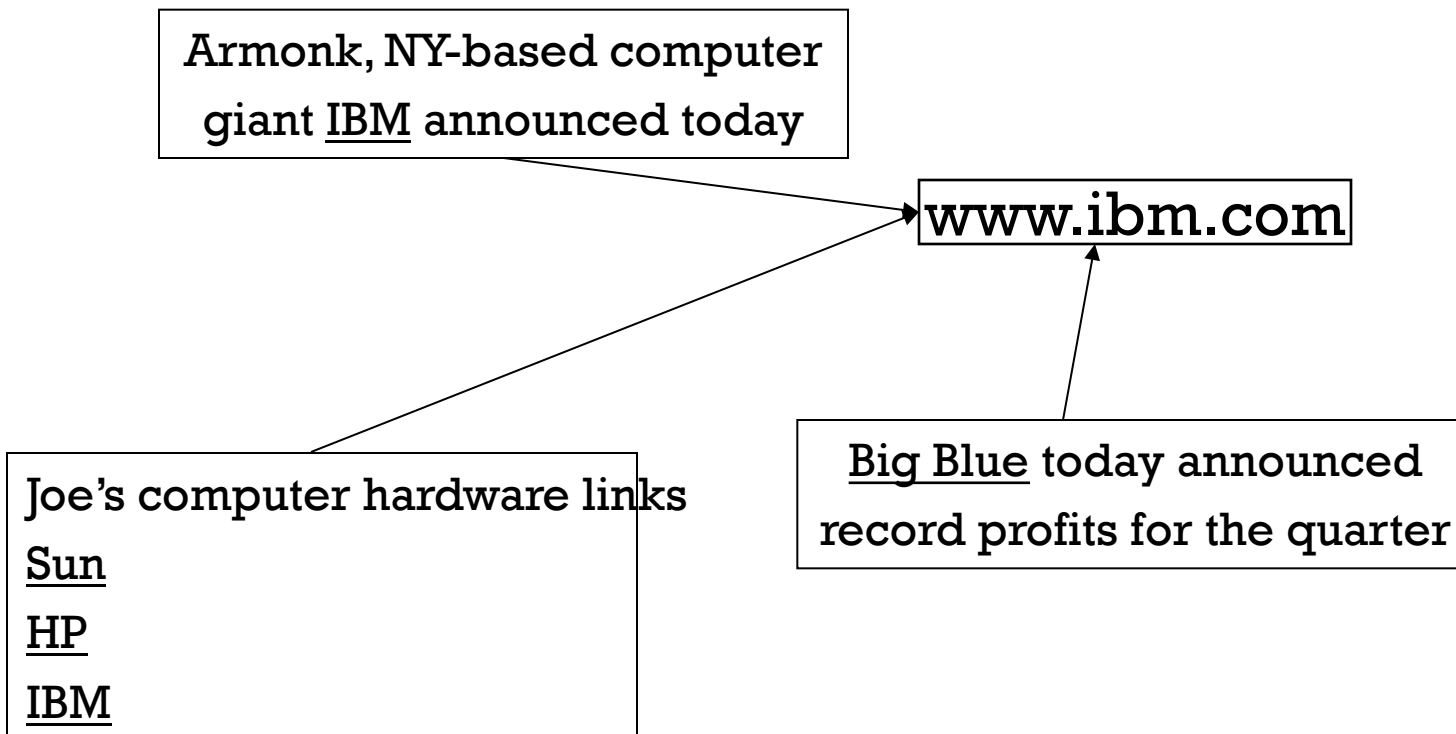 Armonk, NY-based computer
giant IBM announced today
www.ibm.com
Joe’s computer hardware links
Sun
HP
IBM
Big Blue today announced
record profits for the quarter